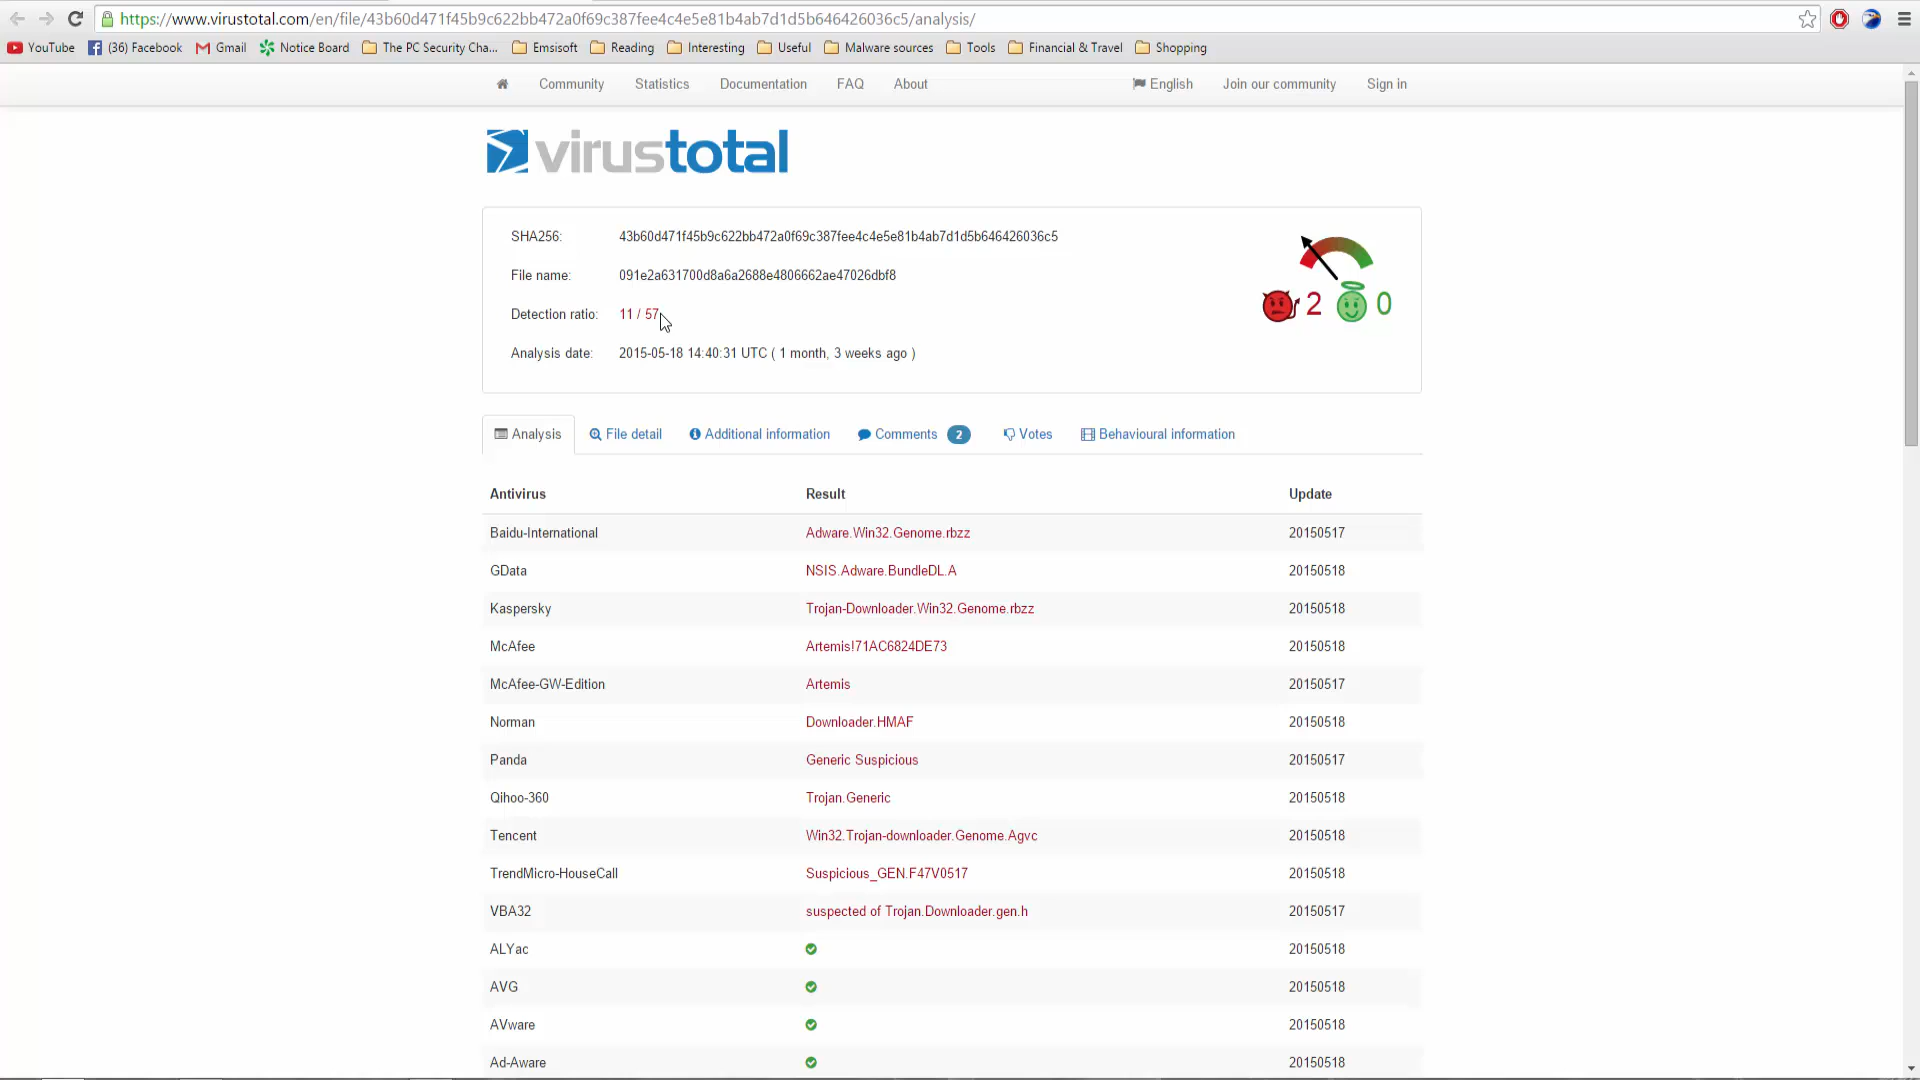 https://www.virustotal.com/en/file/43b60d471f45b9c622bb472a0f69c387fee4c4e5e81b4ab7d1d5b646426036c5/analysis/
YouTube (36) Facebook Gmail Notice Board The PC Security Cha... Emsisoft Reading Interesting Useful Malware sources Tools Financial & Travel Shopping
Community Statistics Documentation FAQ About English Join our community Sign in
virustotal
SHA256: 43b60d471f45b9c622bb472a0f69c387fee4c4e5e81b4ab7d1d5b646426036c5
File name: 091e2a631700d8a6a2688e4806662ae47026dbf8
Detection ratio: 11 / 57
2 0
Analysis date: 2015-05-18 14:40:31 UTC ( 1 month, 3 weeks ago )
Analysis File detail Additional information Comments 2 Votes Behavioural information
Antivirus Result Update
Baidu-International Adware.Win32.Genome.rbzz 20150517
GData NSIS.Adware.BundleDL.A 20150518
Kaspersky Trojan-Downloader.Win32.Genome.rbzz 20150518
McAfee Artemis!71AC6824DE73 20150518
McAfee-GW-Edition Artemis 20150517
Norman Downloader.HMAF 20150518
Panda Generic Suspicious 20150517
Qihoo-360 Trojan.Generic 20150518
Tencent Win32.Trojan-downloader.Genome.Agvc 20150518
TrendMicro-HouseCall Suspicious_GEN.F47V0517 20150518
VBA32 suspected of Trojan.Downloader.gen.h 20150517
ALYac 20150518
AVG 20150518
AVware 20150518
Ad-Aware 20150518